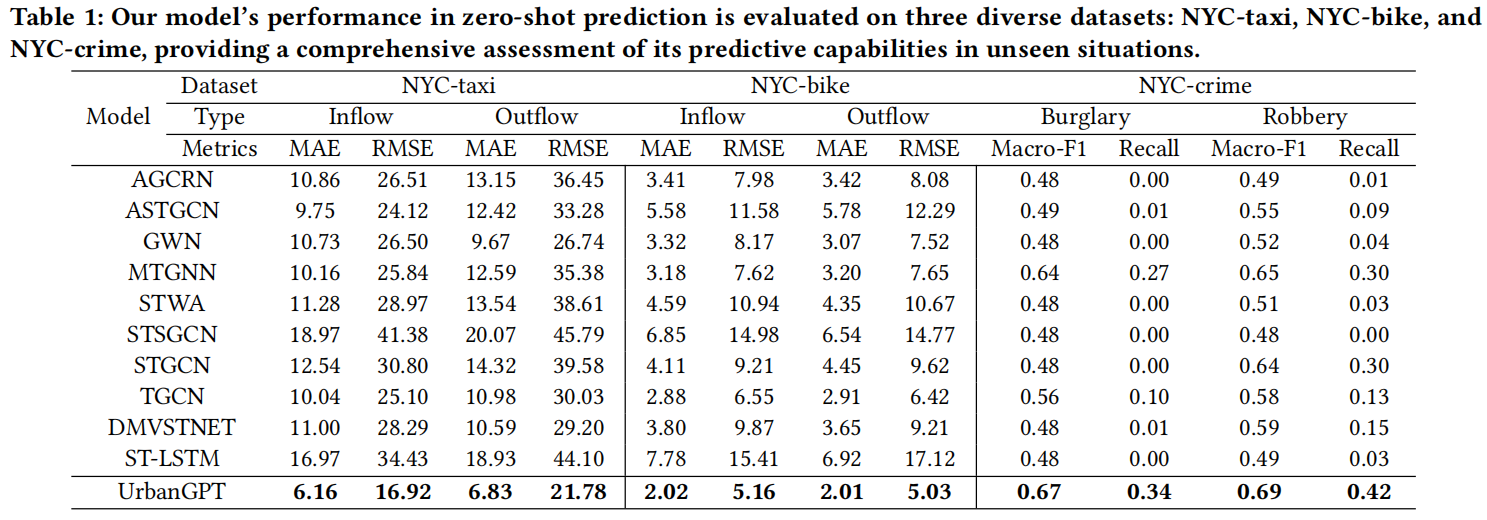 Table 1: Our model's performance in zero-shot prediction is evaluated on three diverse datasets: NYC-taxi, NYC-bike, and
NYC-crime, providing a comprehensive assessment of its predictive capabilities in unseen situations.
Dataset NYC-taxi NYC-bike NYC-crime
Model Type Inflow Outflow Inflow Outflow Burglary Robbery
Metrics MAE RMSE MAE RMSE MAE RMSE MAE RMSE Macro-F1 Recall Macro-F1 Recall
AGCRN 10.86 26.51 13.15 36.45 3.41 7.98 3.42 8.08 0.48 0.00 0.49 0.01
ASTGCN 9.75 24.12 12.42 33.28 5.58 11.58 5.78 12.29 0.49 0.01 0.55 0.09
GWN 10.73 26.50 9.67 26.74 3.32 8.17 3.07 7.52 0.48 0.00 0.52 0.04
MTGNN 10.16 25.84 12.59 35.38 3.18 7.62 3.20 7.65 0.64 0.27 0.65 0.30
STWA 11.28 28.97 13.54 38.61 4.59 10.94 4.35 10.67 0.48 0.00 0.51 0.03
STSGCN 18.97 41.38 20.07 45.79 6.85 14.98 6.54 14.77 0.48 0.00 0.48 0.00
STGCN 12.54 30.80 14.32 39.58 4.11 9.21 4.45 9.62 0.48 0.00 0.64 0.30
TGCN 10.04 25.10 10.98 30.03 2.88 6.55 2.91 6.42 0.56 0.10 0.58 0.13
DMVSTNET 11.00 28.29 10.59 29.20 3.80 9.87 3.65 9.21 0.48 0.01 0.59 0.15
ST-LSTM 16.97 34.43 18.93 44.10 7.78 15.41 6.92 17.12 0.48 0.00 0.49 0.03
UrbanGPT 6.16 16.92 6.83 21.78 2.02 5.16 2.01 5.03 0.67 0.34 0.69 0.42